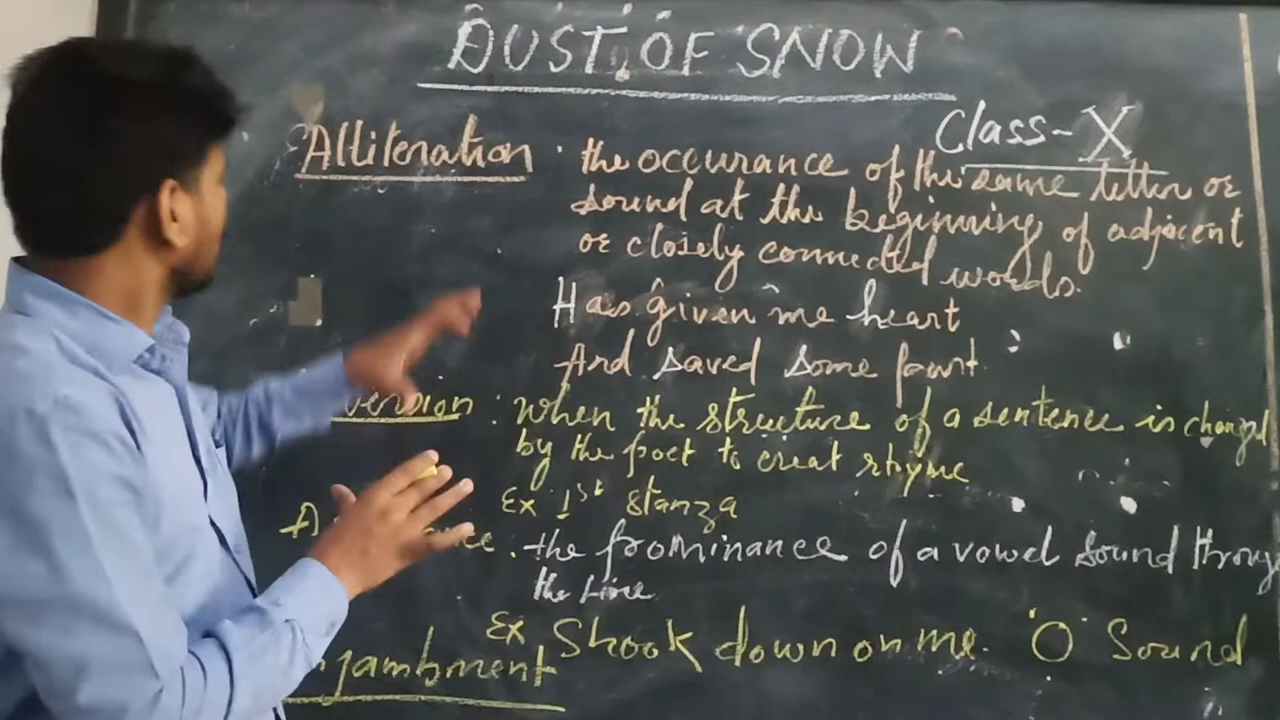 DUST OF SNOW
Class-X
Alliteration : the occurance of the same letter or
sound at the beginning of adjacent
or closely connected words.
Has given me heart
And saved some part.
version : when the structure of a sentence is changed
by the poet to creat rhyme
Ex 1st stanza
A nce . the prominance of a vowel sound throug
the line
Ex Shook down on me. 'O' Sound
jambment